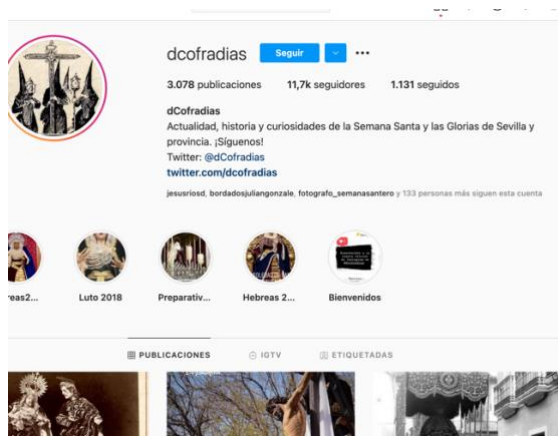 dcofradias Seguir
3.078 publicaciones 11,7k seguidores 1.131 seguidos
dCofradias
Actualidad, historia y curiosidades de la Semana Santa y las Glorias de Sevilla y
provincia. ¡Síguenos!
Twitter: @dCofradias
twitter.com/dcofradias
jesusriosd, bordadosjuliangonzale, fotografo_semanasantero y 133 personas más siguen esta cuenta
reas2... Luto 2018 Preparativ... Hebreas 2... Bienvenidos
PUBLICACIONES IGTV ETIQUETADAS